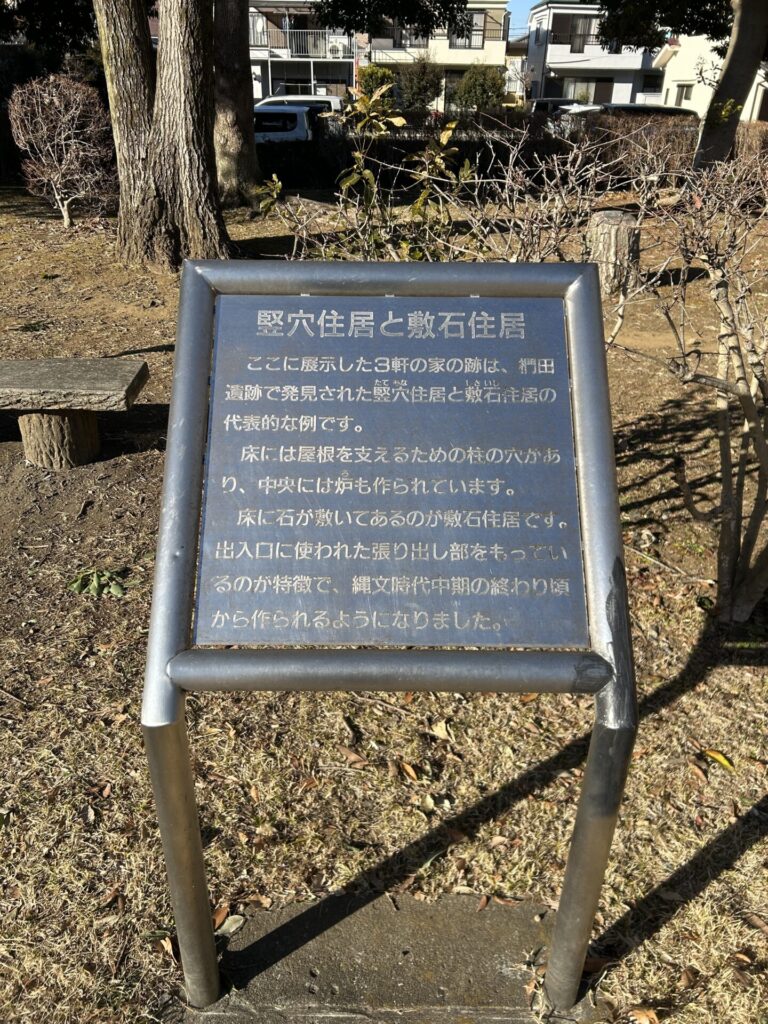 竪穴住居と敷石住居
ここに展示した3軒の家の跡は、椚田
遺跡で発見された竪穴住居と敷石住居の
代表的な例です。
床には屋根を支えるための柱の穴があ
り、中央には炉も作られています。
床に石が敷いてあるのが敷石住居です。
出入口に使われた張り出し部をもってい
るのが特徴で、縄文時代中期の終わり頃
から作られるようになりました。